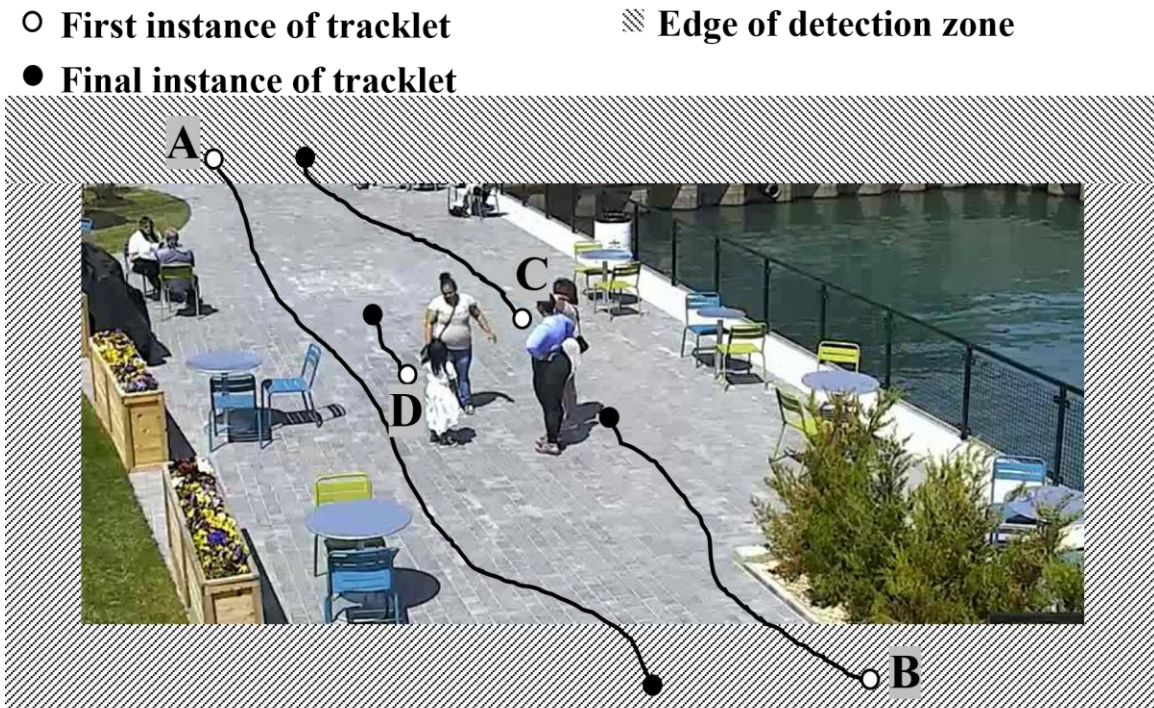 First instance of tracklet
Edge of detection zone
Final instance of tracklet
A
C
D
B